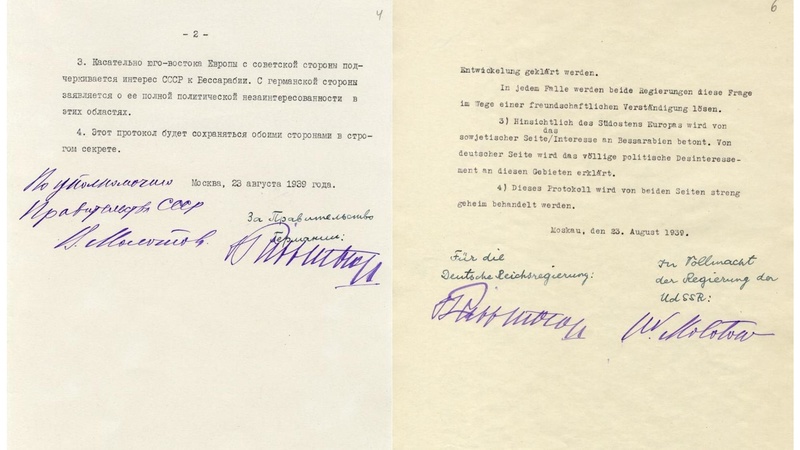 4
- 2 -
3. Касательно юго-востока Европы с советской стороны под-
черкивается интерес СССР к Бессарабии. С германской стороны
заявляется о ее полной политической незаинтересованности в
этих областях.
4. Этот протокол будет сохраняться обоими сторонами в стро-
гом секрете.
Москва, 23 августа 1939 года.
По уполномочию
Правительства СССР
В. Молотов
За Правительство
Германии:
Ribbentrop
6
Entwickelung geklärt werden.
In jedem Falle werden beide Regierungen diese Frage
im Wege einer freundschaftlichen Verständigung lösen.
3) Hinsichtlich des Südostens Europas wird von
das
sowjetischer Seite/Interesse an Bessarabien betont. Von
deutscher Seite wird das völlige politische Desinteresse-
ment an diesen Gebieten erklärt.
4) Dieses Protokoll wird von beiden Seiten streng
geheim behandelt werden.
Moskau, den 23. August 1939.
Für die
Deutsche Reichsregierung:
Ribbentrop
In Vollmacht
der Regierung der
UdSSR:
W. Molotow